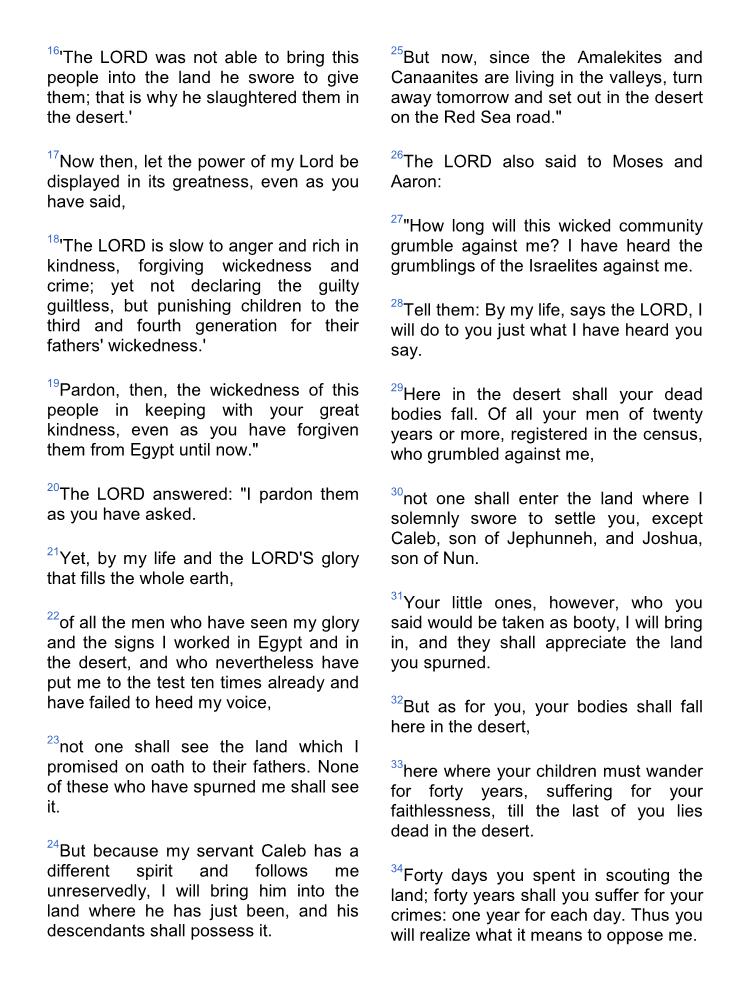 16'The LORD was not able to bring this
people into the land he swore to give
them; that is why he slaughtered them in
the desert.'
17Now then, let the power of my Lord be
displayed in its greatness, even as you
have said,
18'The LORD is slow to anger and rich in
kindness, forgiving wickedness and
crime; yet not declaring the guilty
guiltless, but punishing children to the
third and fourth generation for their
fathers' wickedness.'
19Pardon, then, the wickedness of this
people in keeping with your great
kindness, even as you have forgiven
them from Egypt until now."
20The LORD answered: "I pardon them
as you have asked.
21Yet, by my life and the LORD'S glory
that fills the whole earth,
22of all the men who have seen my glory
and the signs I worked in Egypt and in
the desert, and who nevertheless have
put me to the test ten times already and
have failed to heed my voice,
23not one shall see the land which I
promised on oath to their fathers. None
of these who have spurned me shall see
it.
24But because my servant Caleb has a
different spirit and follows me
unreservedly, I will bring him into the
land where he has just been, and his
descendants shall possess it.
25But now, since the Amalekites and
Canaanites are living in the valleys, turn
away tomorrow and set out in the desert
on the Red Sea road."
26The LORD also said to Moses and
Aaron:
27"How long will this wicked community
grumble against me? I have heard the
grumblings of the Israelites against me.
28Tell them: By my life, says the LORD, I
will do to you just what I have heard you
say.
29Here in the desert shall your dead
bodies fall. Of all your men of twenty
years or more, registered in the census,
who grumbled against me,
30not one shall enter the land where I
solemnly swore to settle you, except
Caleb, son of Jephunneh, and Joshua,
son of Nun.
31Your little ones, however, who you
said would be taken as booty, I will bring
in, and they shall appreciate the land
you spurned.
32But as for you, your bodies shall fall
here in the desert,
33here where your children must wander
for forty years, suffering for your
faithlessness, till the last of you lies
dead in the desert.
34Forty days you spent in scouting the
land; forty years shall you suffer for your
crimes: one year for each day. Thus you
will realize what it means to oppose me.